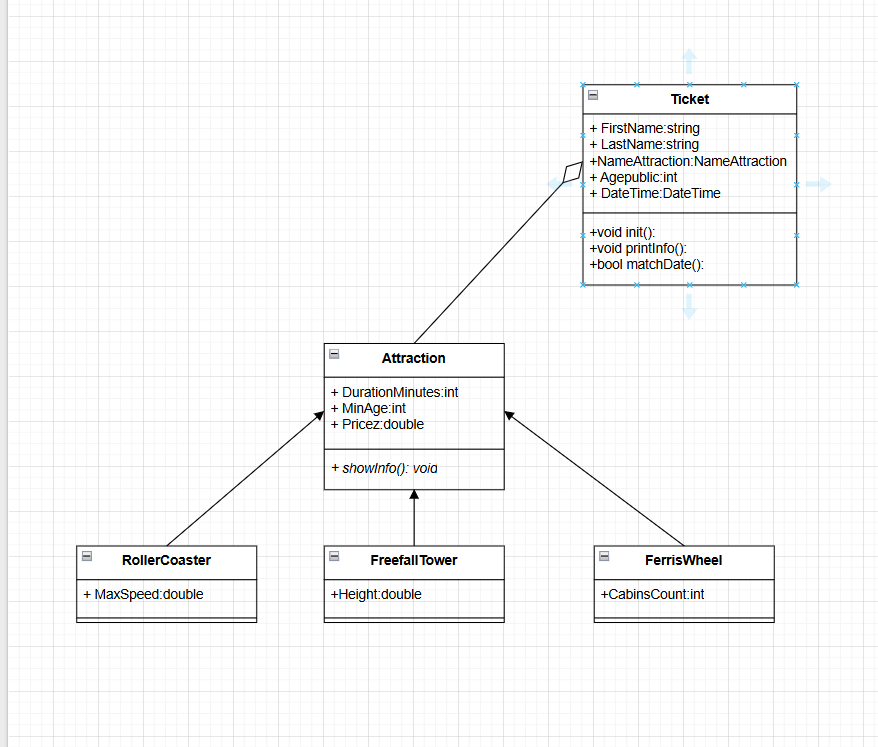 Ticket
+ FirstName:string
+ LastName:string
+NameAttraction:NameAttraction
+ Agepublic:int
+ DateTime:DateTime
+void init():
+void printInfo():
+bool matchDate():
Attraction
+ DurationMinutes:int
+ MinAge:int
+ Pricez:double
+ showInfo(): void
RollerCoaster
+ MaxSpeed:double
FreefallTower
+Height:double
FerrisWheel
+CabinsCount:int